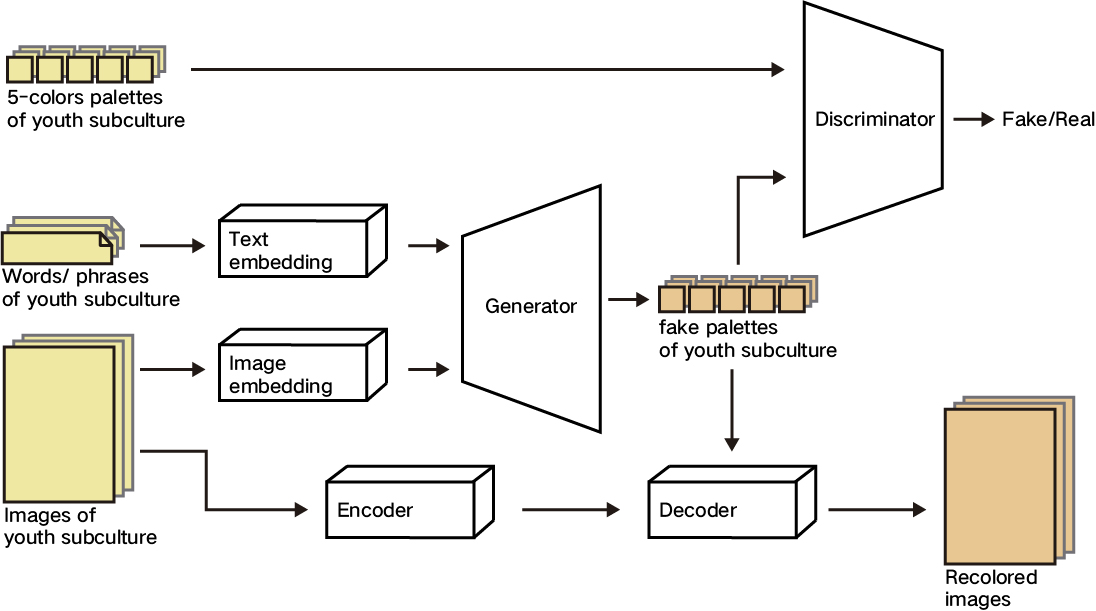 5-colors palettes
of youth subculture
Discriminator
Fake/Real
Words/ phrases
of youth subculture
Text
embedding
Generator
fake palettes
of youth subculture
Image
embedding
Images of
youth subculture
Encoder
Decoder
Recolored
images